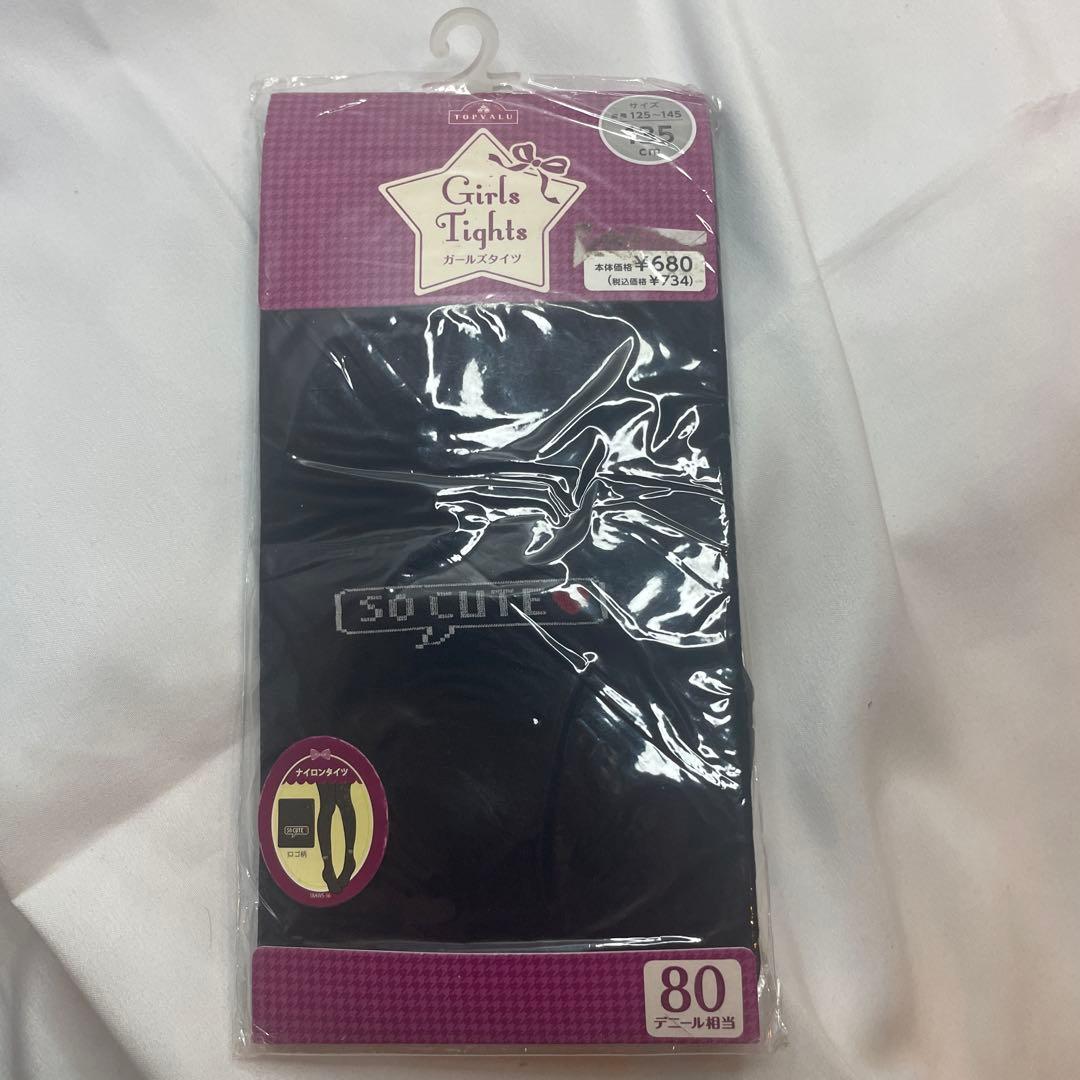 TOPVALU
サイズ
身長125~145
135
cm
Girls
Tights
ガールズタイツ
本体価格¥680
(税込価格¥734)
SO CUTE
ナイロンタイツ
SO CUTE
ロゴ柄
80
デニール相当